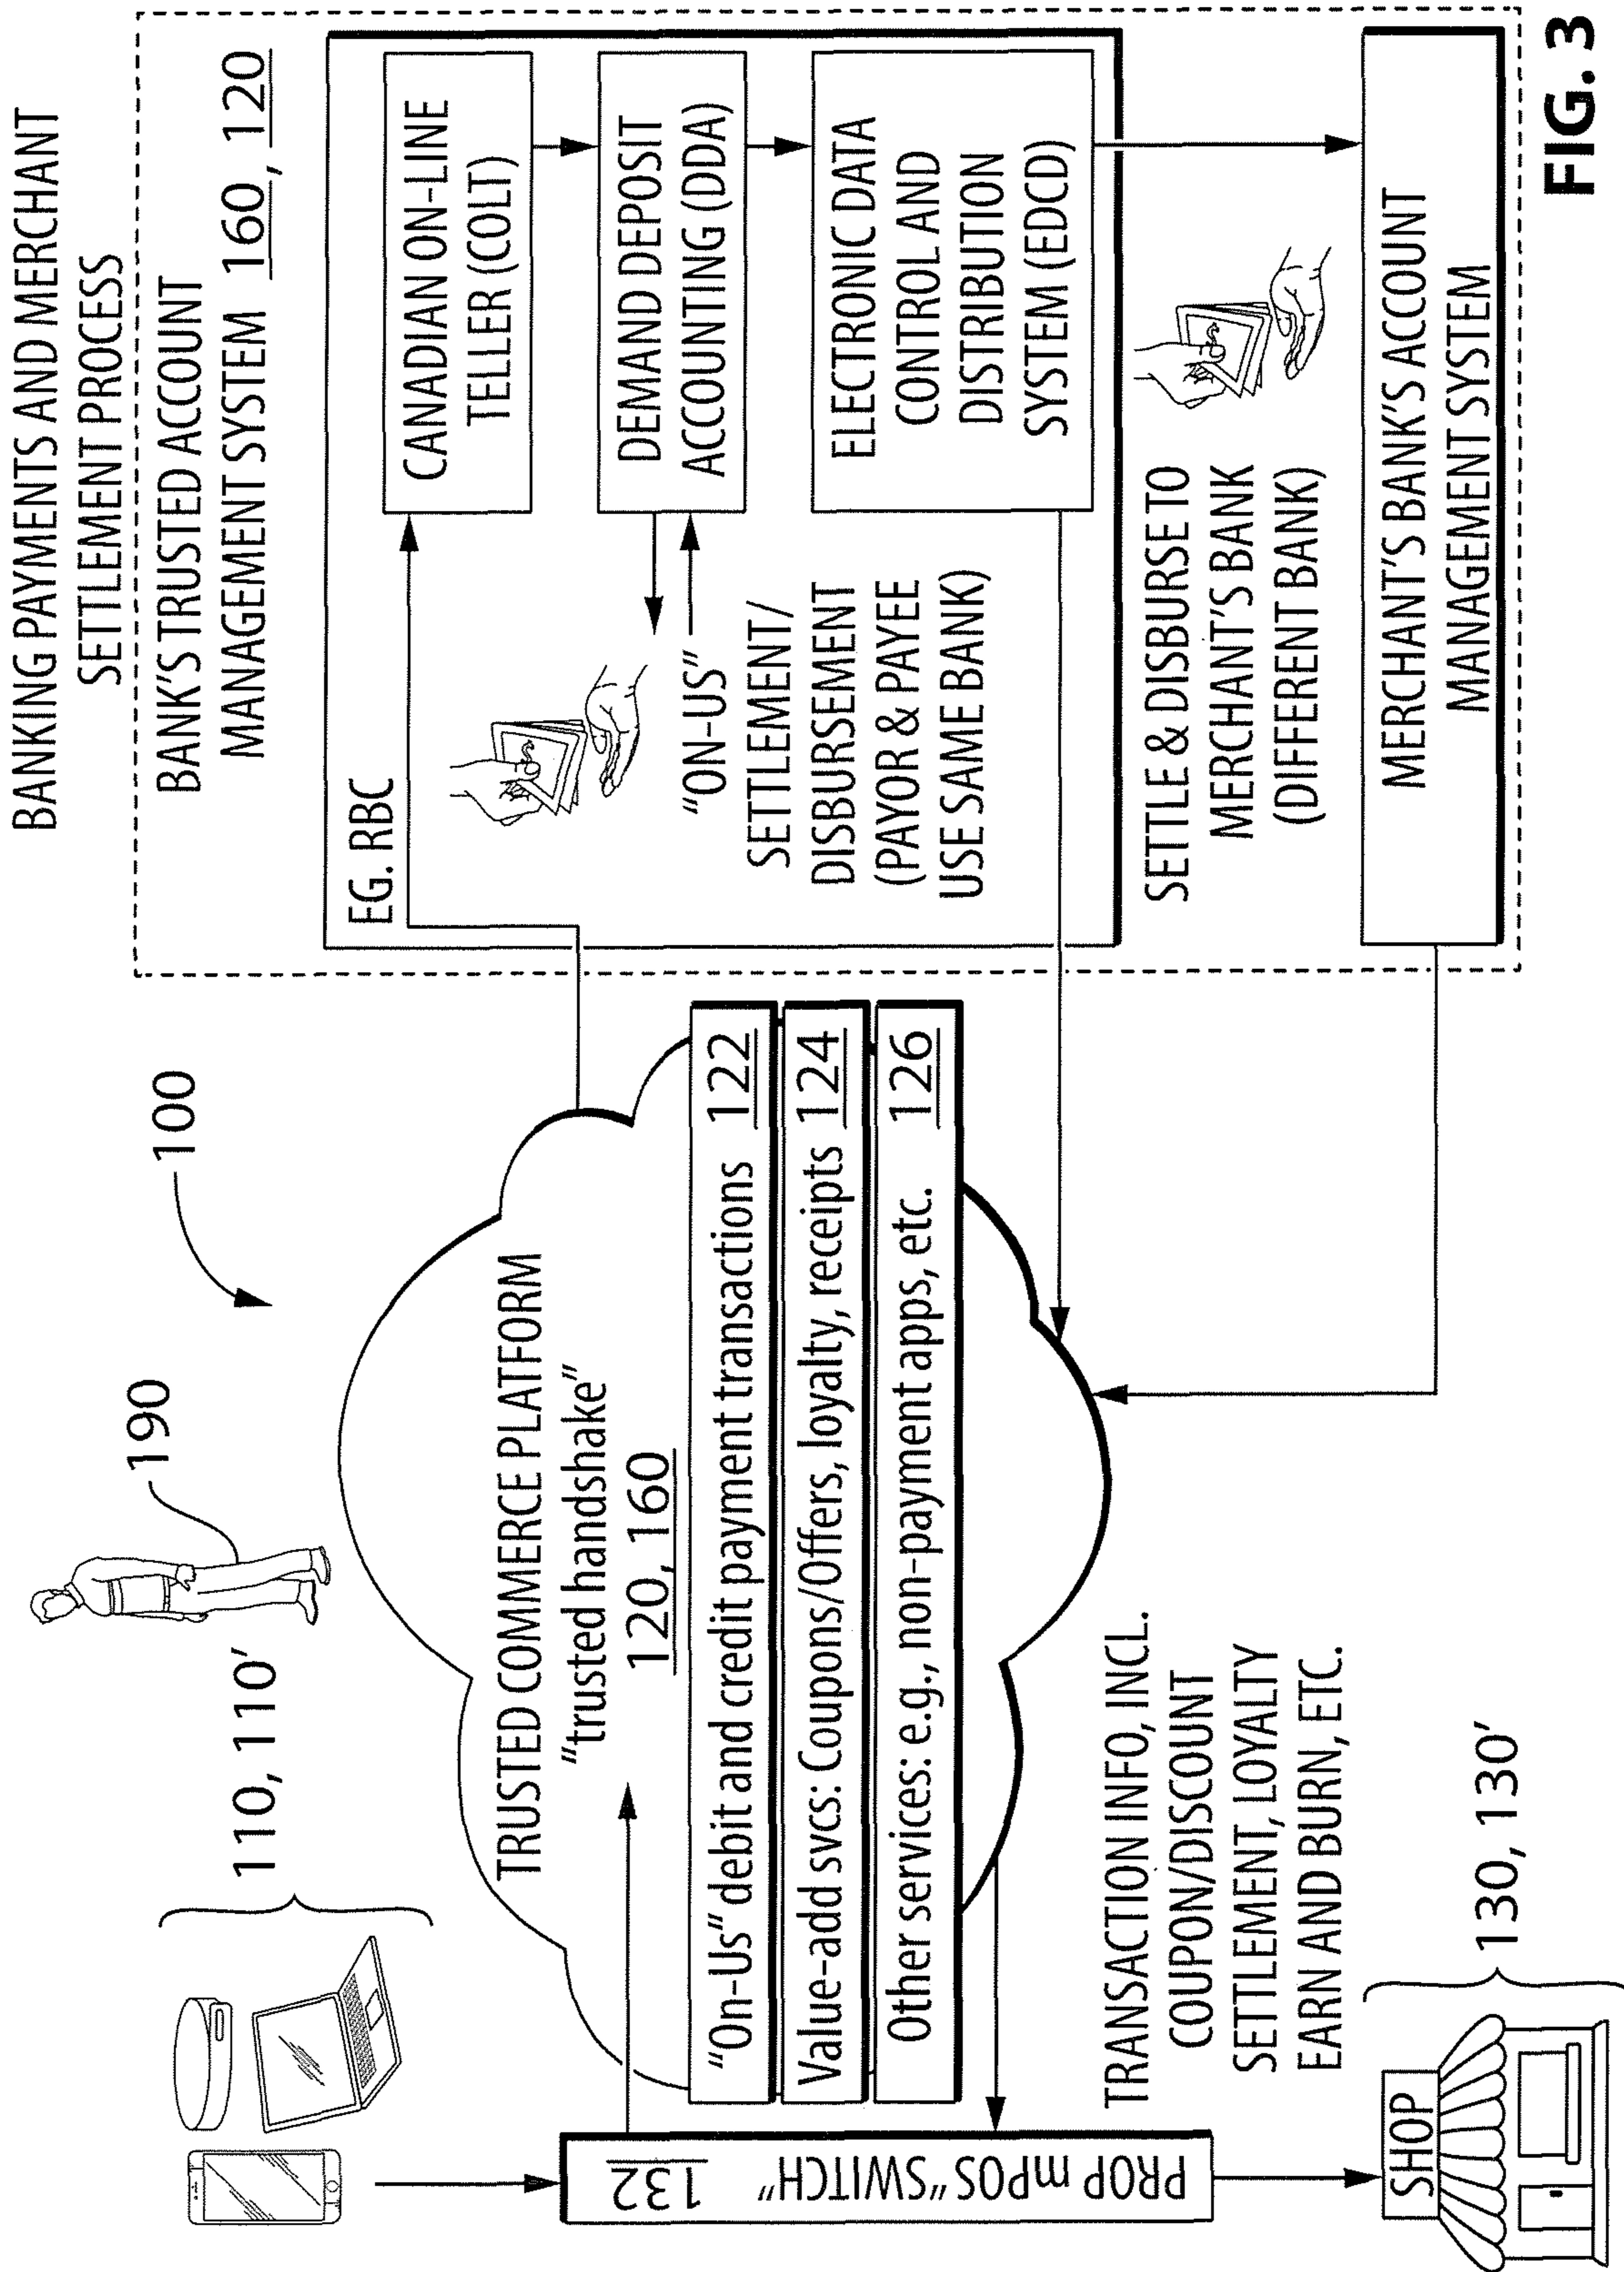 BANKING PAYMENTS AND MERCHANT
SETTLEMENT PROCESS
100
190
110, 110′
TRUSTED COMMERCE PLATFORM
"trusted handshake"
120, 160
"On-Us" debit and credit payment transactions 122
Value-add svcs: Coupons/Offers, loyalty, receipts 124
Other services: e.g., non-payment apps, etc. 126
PROP mPOS "SWITCH"
132
TRANSACTION INFO, INCL.
COUPON/DISCOUNT
SETTLEMENT, LOYALTY
EARN AND BURN, ETC.
SHOP
130, 130′
BANK'S TRUSTED ACCOUNT
MANAGEMENT SYSTEM 160, 120
EG. RBC
CANADIAN ON-LINE
TELLER (COLT)
DEMAND DEPOSIT
ACCOUNTING (DDA)
"ON-US"
SETTLEMENT/
DISBURSEMENT
(PAYOR & PAYEE
USE SAME BANK)
ELECTRONIC DATA
CONTROL AND
DISTRIBUTION
SYSTEM (EDCD)
SETTLE & DISBURSE TO
MERCHANT'S BANK
(DIFFERENT BANK)
MERCHANT'S BANK'S ACCOUNT
MANAGEMENT SYSTEM
FIG. 3